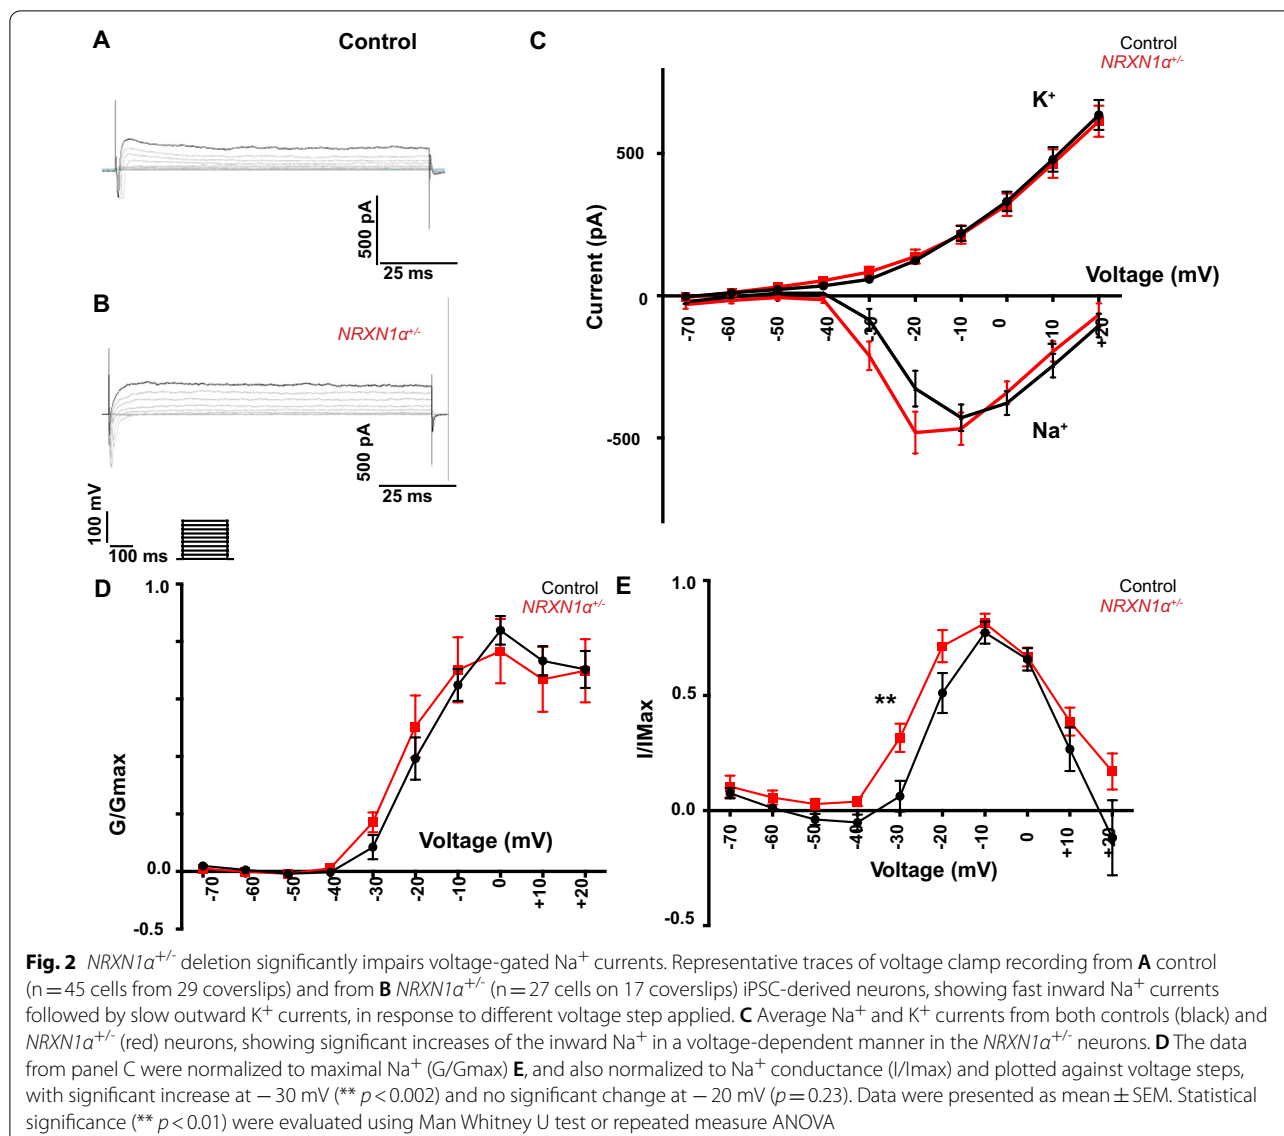 A
Control
500 pA
25 ms
B
NRXN1α+/-
500 pA
25 ms
100 mV
100 ms
C
Control
NRXN1α+/-
K+
500
0
-500
Current (pA)
Voltage (mV)
-70
-60
-50
-40
-30
-20
-10
0
-10
+20
Na+
D
Control
NRXN1α+/-
1.0
0.0
-0.5
G/Gmax
Voltage (mV)
-70
-60
-50
-40
-30
-20
-10
0
+10
+20
E
Control
NRXN1α+/-
1.0
0.5
0.0
-0.5
I/IMax
**
-70
-60
-50
-40
-30
-20
-10
0
+10
+20
Voltage (mV)
Fig. 2 NRXN1α+/- deletion significantly impairs voltage-gated Na+ currents. Representative traces of voltage clamp recording from A control
(n = 45 cells from 29 coverslips) and from B NRXN1α+/- (n = 27 cells on 17 coverslips) iPSC-derived neurons, showing fast inward Na+ currents
followed by slow outward K+ currents, in response to different voltage step applied. C Average Na+ and K+ currents from both controls (black) and
NRXN1α+/- (red) neurons, showing significant increases of the inward Na+ in a voltage-dependent manner in the NRXN1α+/- neurons. D The data
from panel C were normalized to maximal Na+ (G/Gmax) E, and also normalized to Na+ conductance (I/Imax) and plotted against voltage steps,
with significant increase at − 30 mV (** p < 0.002) and no significant change at − 20 mV (p = 0.23). Data were presented as mean ± SEM. Statistical
significance (** p < 0.01) were evaluated using Man Whitney U test or repeated measure ANOVA